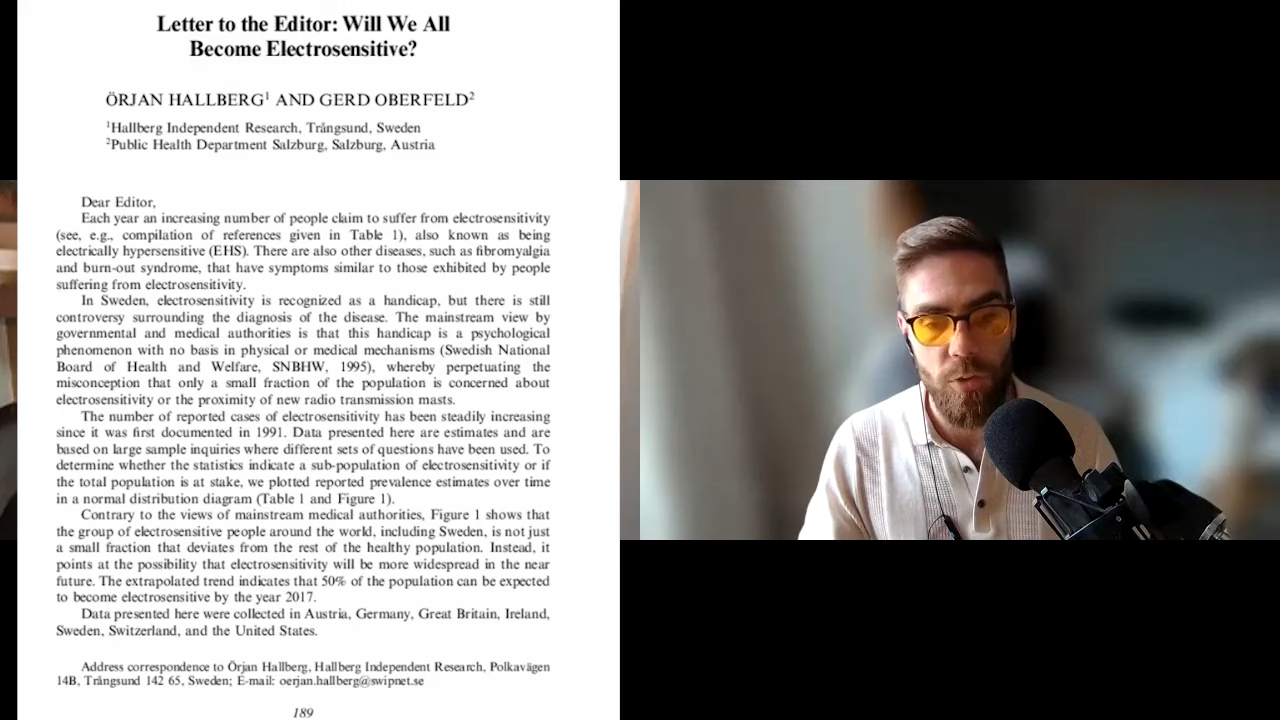 Letter to the Editor: Will We All
Become Electrosensitive?
ÖRJAN HALLBERG¹ AND GERD OBERFELD²
¹Hallberg Independent Research, Trångsund, Sweden
²Public Health Department Salzburg, Salzburg, Austria
Dear Editor,
Each year an increasing number of people claim to suffer from electrosensitivity
(see, e.g., compilation of references given in Table 1), also known as being
electrically hypersensitive (EHS). There are also other diseases, such as fibromyalgia
and burn-out syndrome, that have symptoms similar to those exhibited by people
suffering from electrosensitivity.
In Sweden, electrosensitivity is recognized as a handicap, but there is still
controversy surrounding the diagnosis of the disease. The mainstream view by
governmental and medical authorities is that this handicap is a psychological
phenomenon with no basis in physical or medical mechanisms (Swedish National
Board of Health and Welfare, SNBHW, 1995), whereby perpetuating the
misconception that only a small fraction of the population is concerned about
electrosensitivity or the proximity of new radio transmission masts.
The number of reported cases of electrosensitivity has been steadily increasing
since it was first documented in 1991. Data presented here are estimates and are
based on large sample inquiries where different sets of questions have been used. To
determine whether the statistics indicate a sub-population of electrosensitivity or if
the total population is at stake, we plotted reported prevalence estimates over time
in a normal distribution diagram (Table 1 and Figure 1).
Contrary to the views of mainstream medical authorities, Figure 1 shows that
the group of electrosensitive people around the world, including Sweden, is not just
a small fraction that deviates from the rest of the healthy population. Instead, it
points at the possibility that electrosensitivity will be more widespread in the near
future. The extrapolated trend indicates that 50% of the population can be expected
to become electrosensitive by the year 2017.
Data presented here were collected in Austria, Germany, Great Britain, Ireland,
Sweden, Switzerland, and the United States.
Address correspondence to Örjan Hallberg, Hallberg Independent Research, Polkavägen
14B, Trångsund 142 65, Sweden; E-mail: oerjan.hallberg@swipnet.se
189